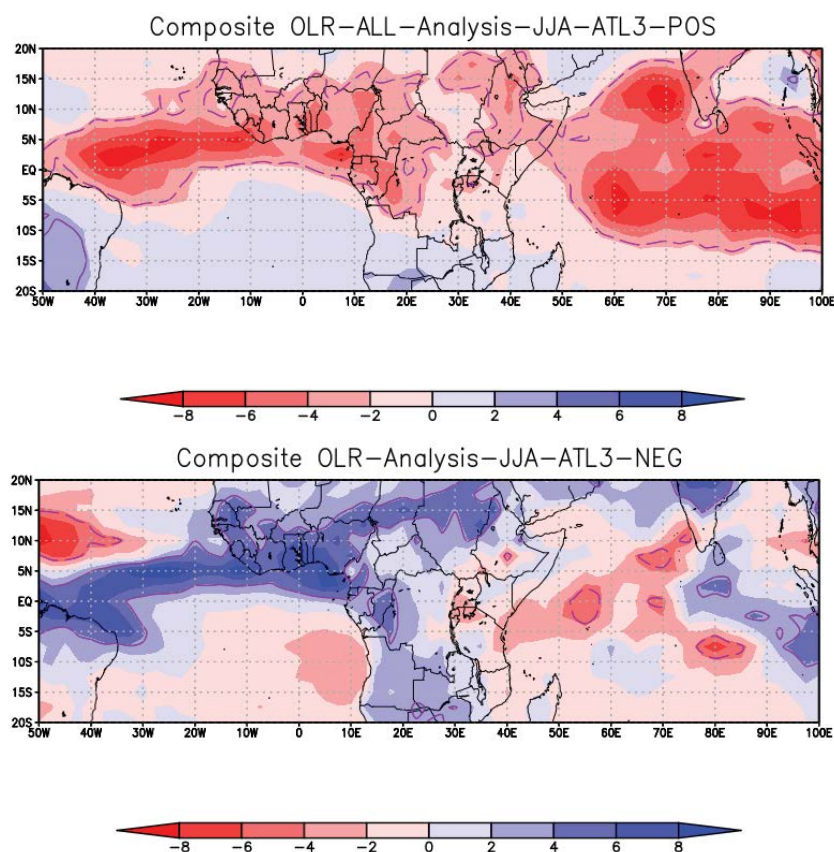 Composite OLR-ALL-Analysis-JJA-ATL3-POS
20N
15N
10N
5N
EQ
5S
10S
15S
20S
50W 40W 30W 20W 10W 0 10E 20E 30E 40E 50E 60E 70E 80E 90E 100E
-8 -6 -4 -2 0 2 4 6 8
Composite OLR-Analysis-JJA-ATL3-NEG
20N
15N
10N
5N
EQ
5S
10S
15S
20S
50W 40W 30W 20W 10W 0 10E 20E 30E 40E 50E 60E 70E 80E 90E 100E
-8 -6 -4 -2 0 2 4 6 8